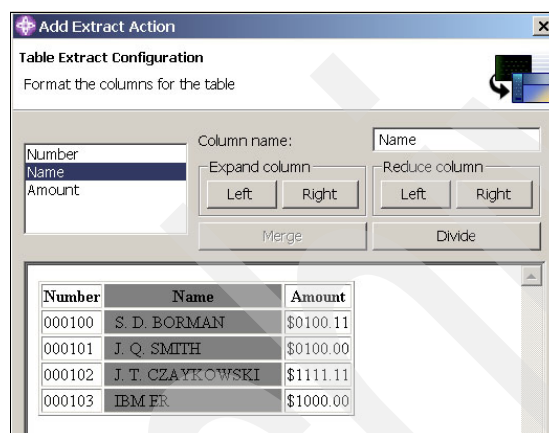 Add Extract Action
Table Extract Configuration
Format the columns for the table
Column name: Name
Number
Name
Amount
Expand column Reduce column
Left Right Left Right
Merge Divide
Number Name Amount
000100 S. D. BORMAN $0100.11
000101 J. Q. SMITH $0100.00
000102 J. T. CZAYKOWSKI $1111.11
000103 IBM ER $1000.00